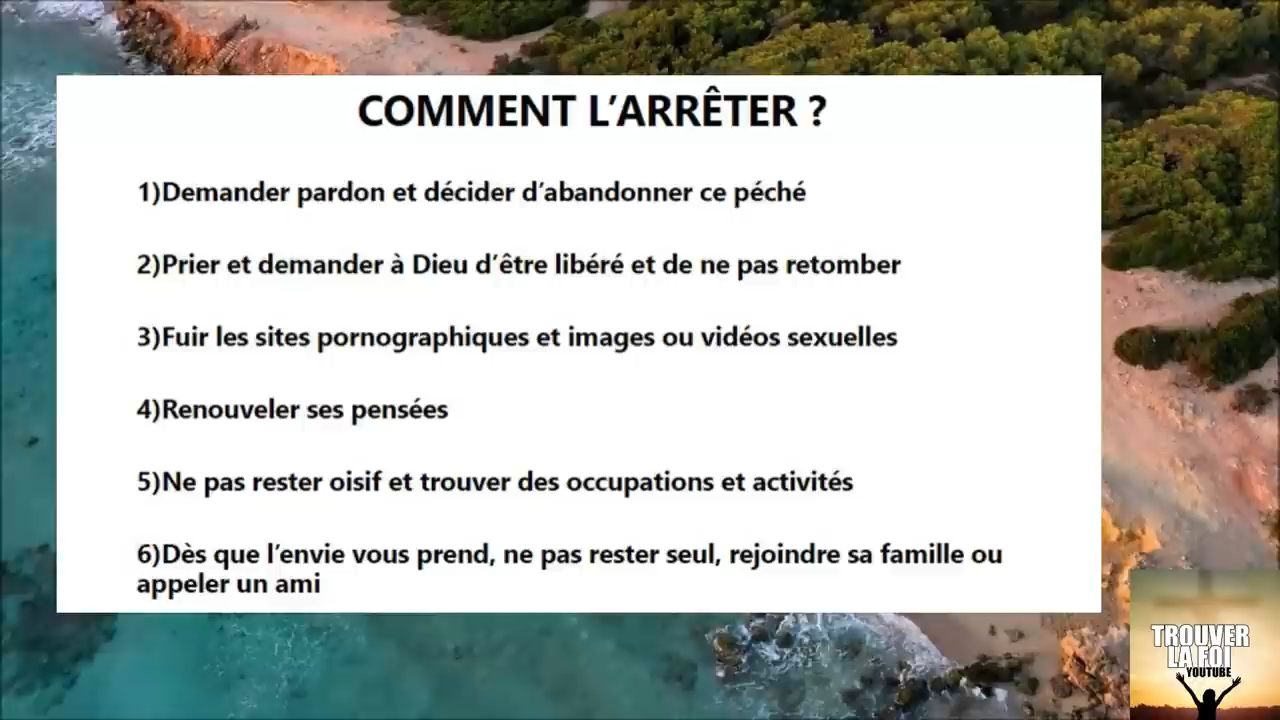 COMMENT L’ARRÊTER ?
1)Demander pardon et décider d’abandonner ce péché
2)Prier et demander à Dieu d’être libéré et de ne pas retomber
3)Fuir les sites pornographiques et images ou vidéos sexuelles
4)Renouveler ses pensées
5)Ne pas rester oisif et trouver des occupations et activités
6)Dès que l’envie vous prend, ne pas rester seul, rejoindre sa famille ou
appeler un ami
TROUVER
LA FOI
YOUTUBE